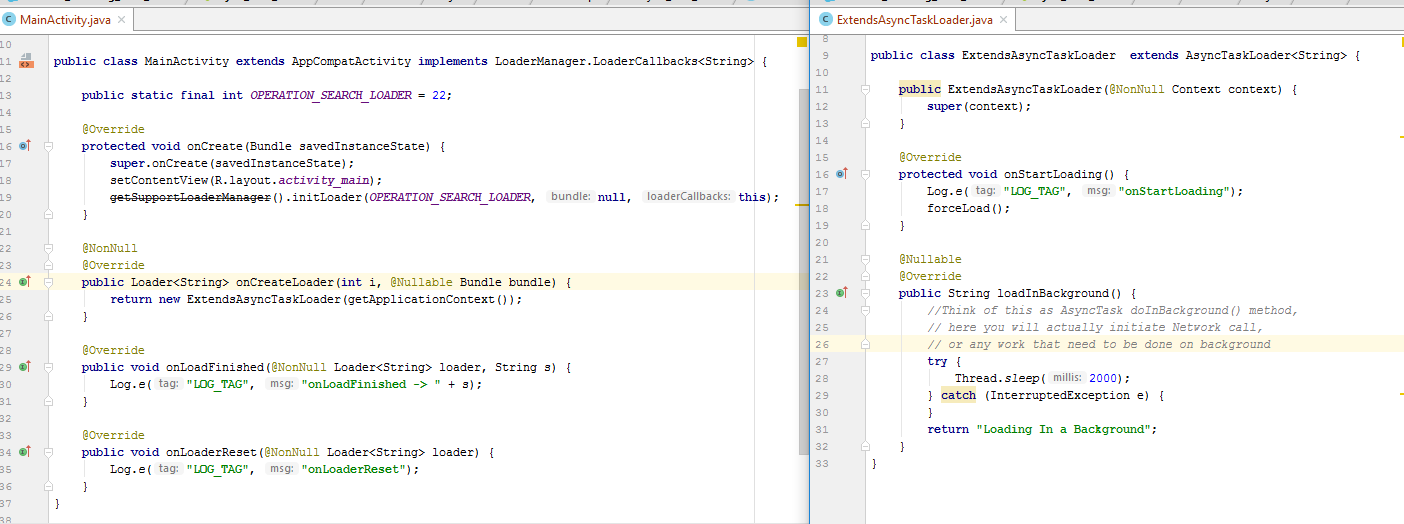 MainActivity.java
10
11 public class MainActivity extends AppCompatActivity implements LoaderManager.LoaderCallbacks<String> {
12
13 public static final int OPERATION_SEARCH_LOADER = 22;
14
15 @Override
16 protected void onCreate(Bundle savedInstanceState) {
17 super.onCreate(savedInstanceState);
18 setContentView(R.layout.activity_main);
19 getSupportLoaderManager().initLoader(OPERATION_SEARCH_LOADER, bundle: null, loaderCallbacks: this);
20 }
21
22 @NonNull
23 @Override
24 public Loader<String> onCreateLoader(int i, @Nullable Bundle bundle) {
25 return new ExtendsAsyncTaskLoader(getApplicationContext());
26 }
27
28 @Override
29 public void onLoadFinished(@NonNull Loader<String> loader, String s) {
30 Log.e( tag: "LOG_TAG", msg: "onLoadFinished -> " + s);
31 }
32
33 @Override
34 public void onLoaderReset(@NonNull Loader<String> loader) {
35 Log.e( tag: "LOG_TAG", msg: "onLoaderReset");
36 }
37 }
38
ExtendsAsyncTaskLoader.java
8
9 public class ExtendsAsyncTaskLoader extends AsyncTaskLoader<String> {
10
11 public ExtendsAsyncTaskLoader(@NonNull Context context) {
12 super(context);
13 }
14
15 @Override
16 protected void onStartLoading() {
17 Log.e( tag: "LOG_TAG", msg: "onStartLoading");
18 forceLoad();
19 }
20
21 @Nullable
22 @Override
23 public String loadInBackground() {
24 //Think of this as AsyncTask doInBackground() method,
25 // here you will actually initiate Network call,
26 // or any work that need to be done on background
27 try {
28 Thread.sleep( millis: 2000);
29 } catch (InterruptedException e) {
30 }
31 return "Loading In a Background";
32 }
33 }